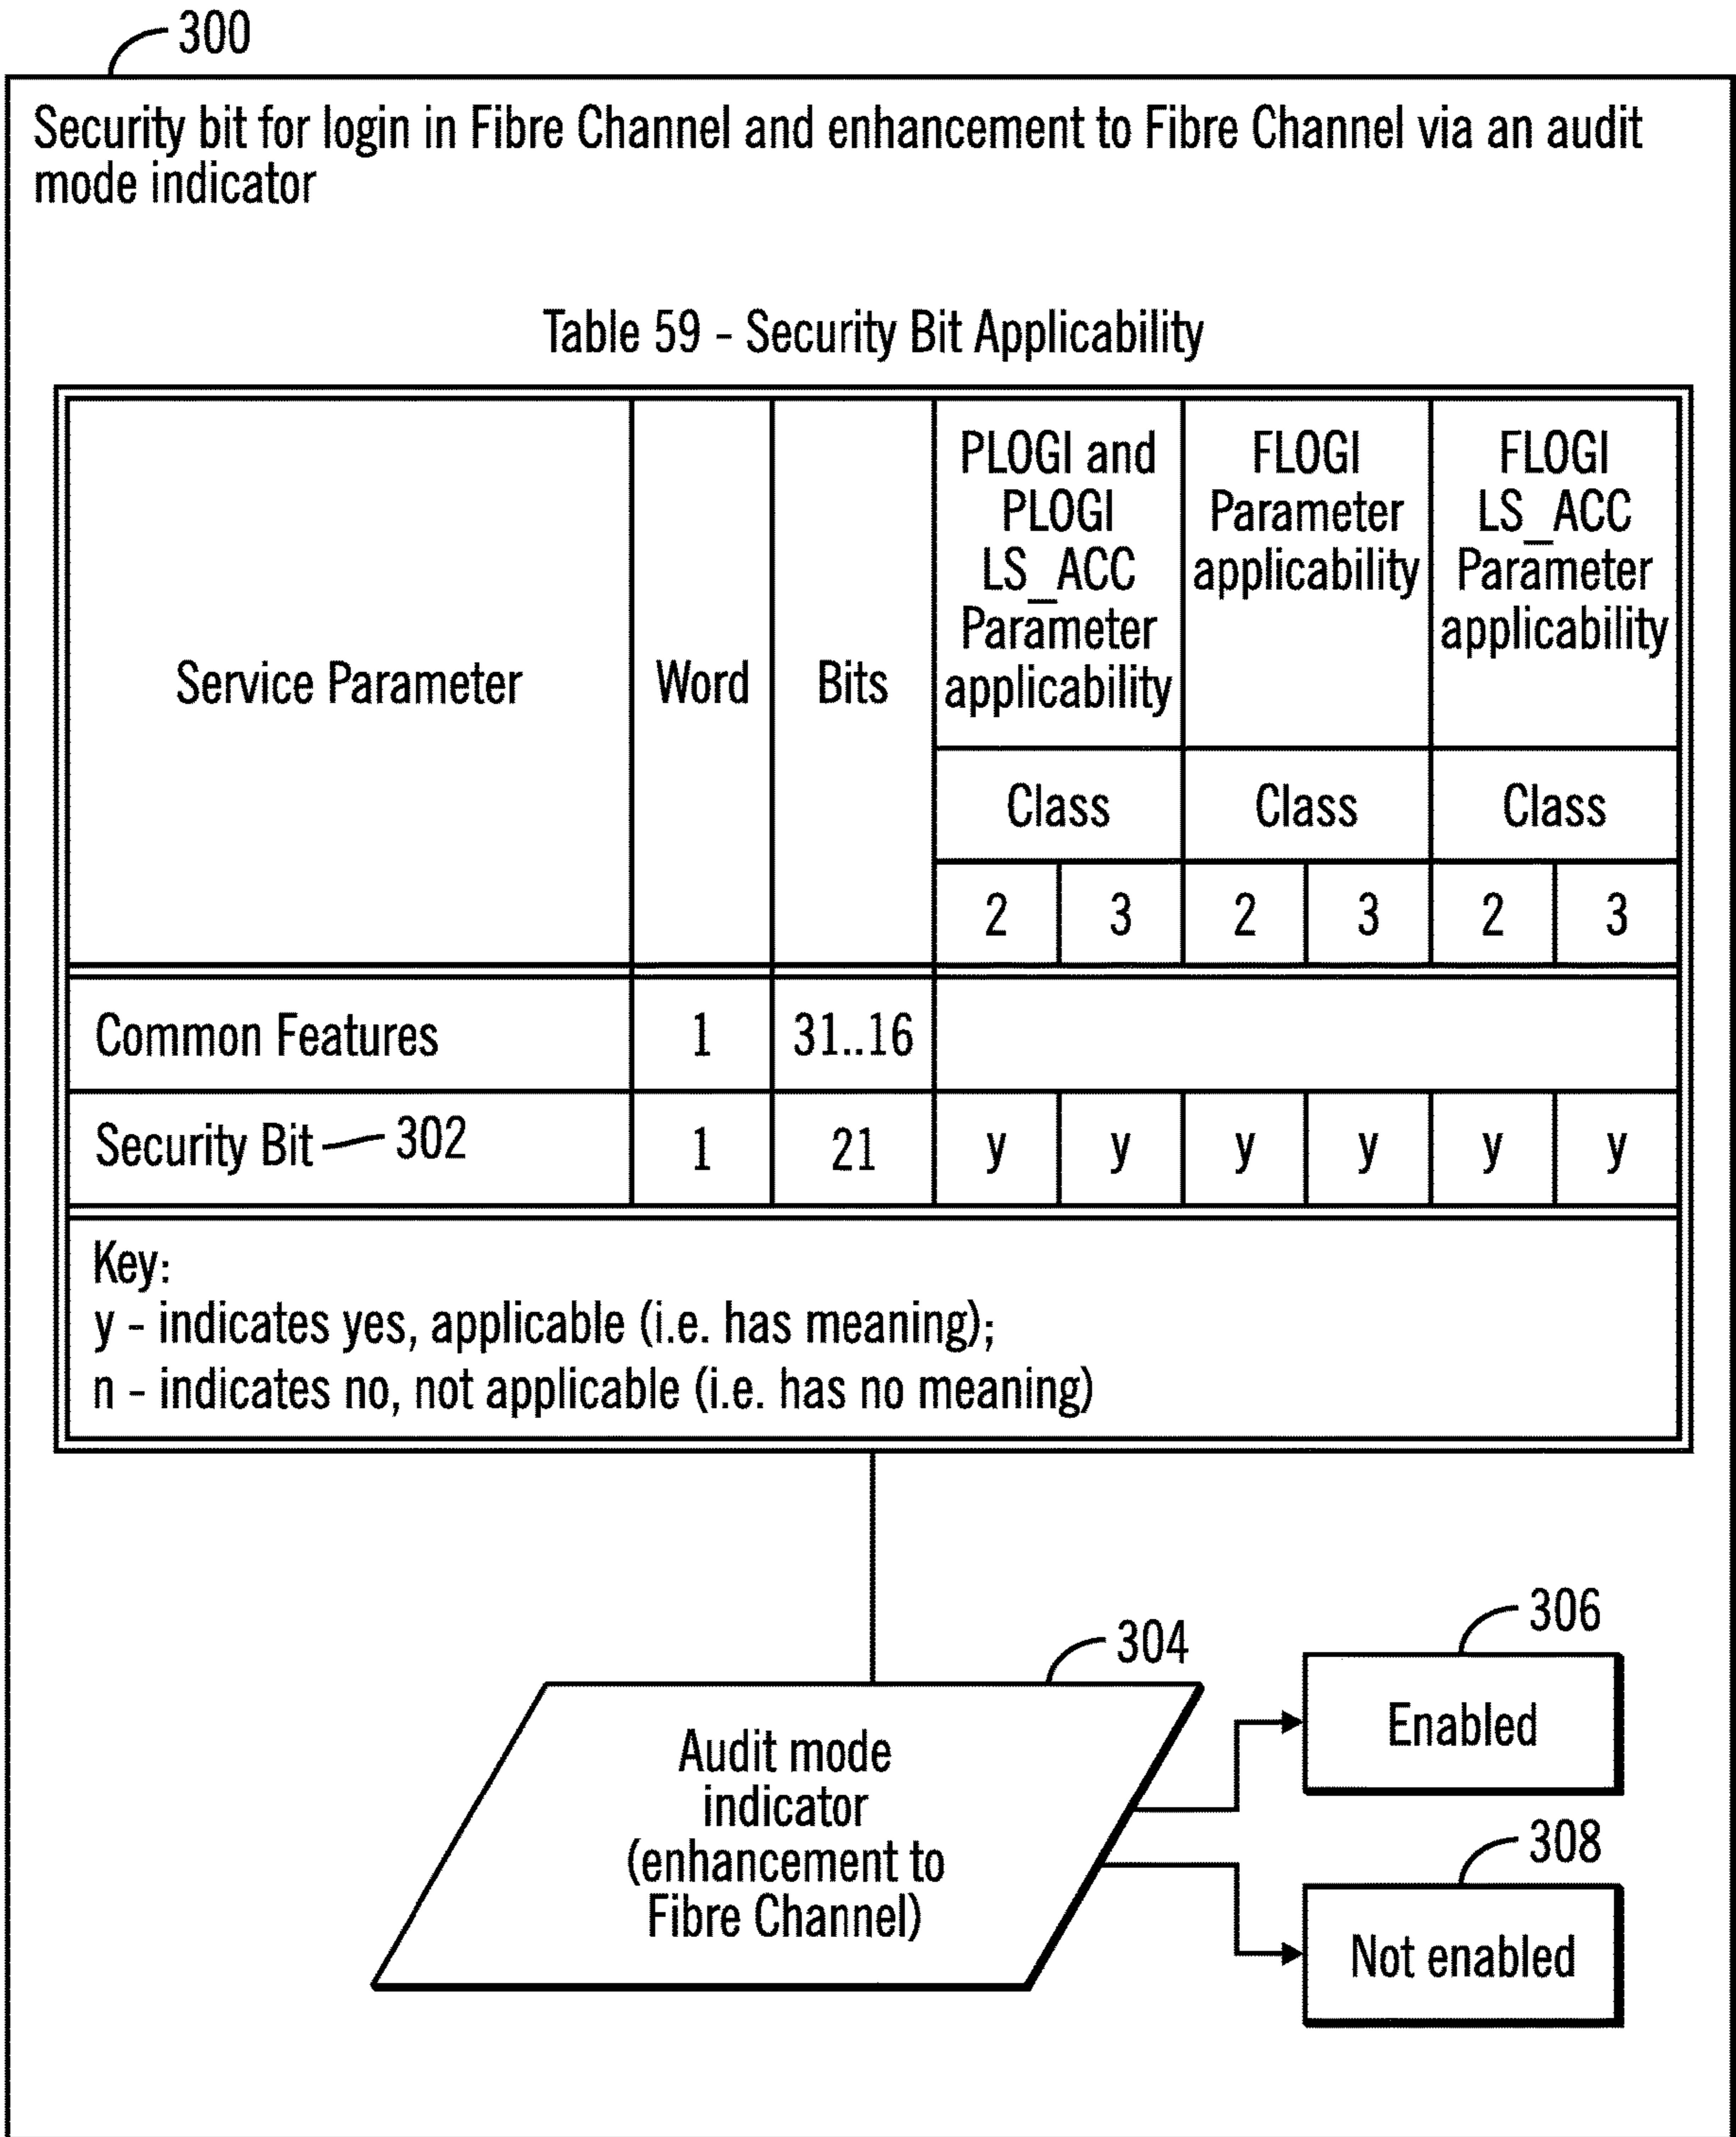 300
Security bit for login in Fibre Channel and enhancement to Fibre Channel via an audit
mode indicator
Table 59 - Security Bit Applicability
Service Parameter
Word
Bits
PLOGI and
PLOGI
LS_ACC
Parameter
applicability
FLOGI
Parameter
applicability
FLOGI
LS_ACC
Parameter
applicability
Class Class Class
2 3 2 3 2 3
Common Features 1 31..16
Security Bit 302 1 21 y y y y y y
Key:
y - indicates yes, applicable (i.e. has meaning);
n - indicates no, not applicable (i.e. has no meaning)
304
Audit mode
indicator
(enhancement to
Fibre Channel)
306
Enabled
308
Not enabled